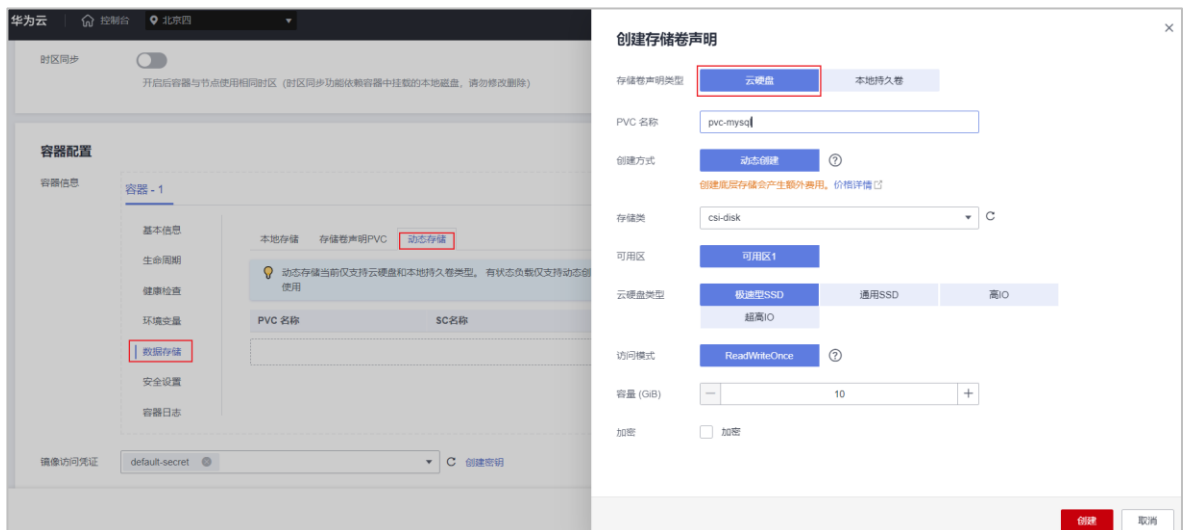 华为云 控制台 北京四
时区同步
开启后容器与节点使用相同时区（时区同步功能依赖容器中挂载的本地磁盘，请勿修改删除）
容器配置
容器信息
容器 - 1
基本信息
生命周期
健康检查
环境变量
数据存储
安全设置
容器日志
本地存储 存储卷声明PVC 动态存储
动态存储当前仅支持云硬盘和本地持久卷类型。 有状态负载仅支持动态创
使用
PVC 名称 SC名称
镜像访问凭证 default-secret 创建密钥
创建存储卷声明
存储卷声明类型 云硬盘 本地持久卷
PVC 名称 pvc-mysql
创建方式 动态创建
创建底层存储会产生额外费用。价格详情
存储类 csi-disk
可用区 可用区1
云硬盘类型 极速型SSD 通用SSD 高IO
超高IO
访问模式 ReadWriteOnce
容量 (GiB) 10
加密 加密
创建 取消